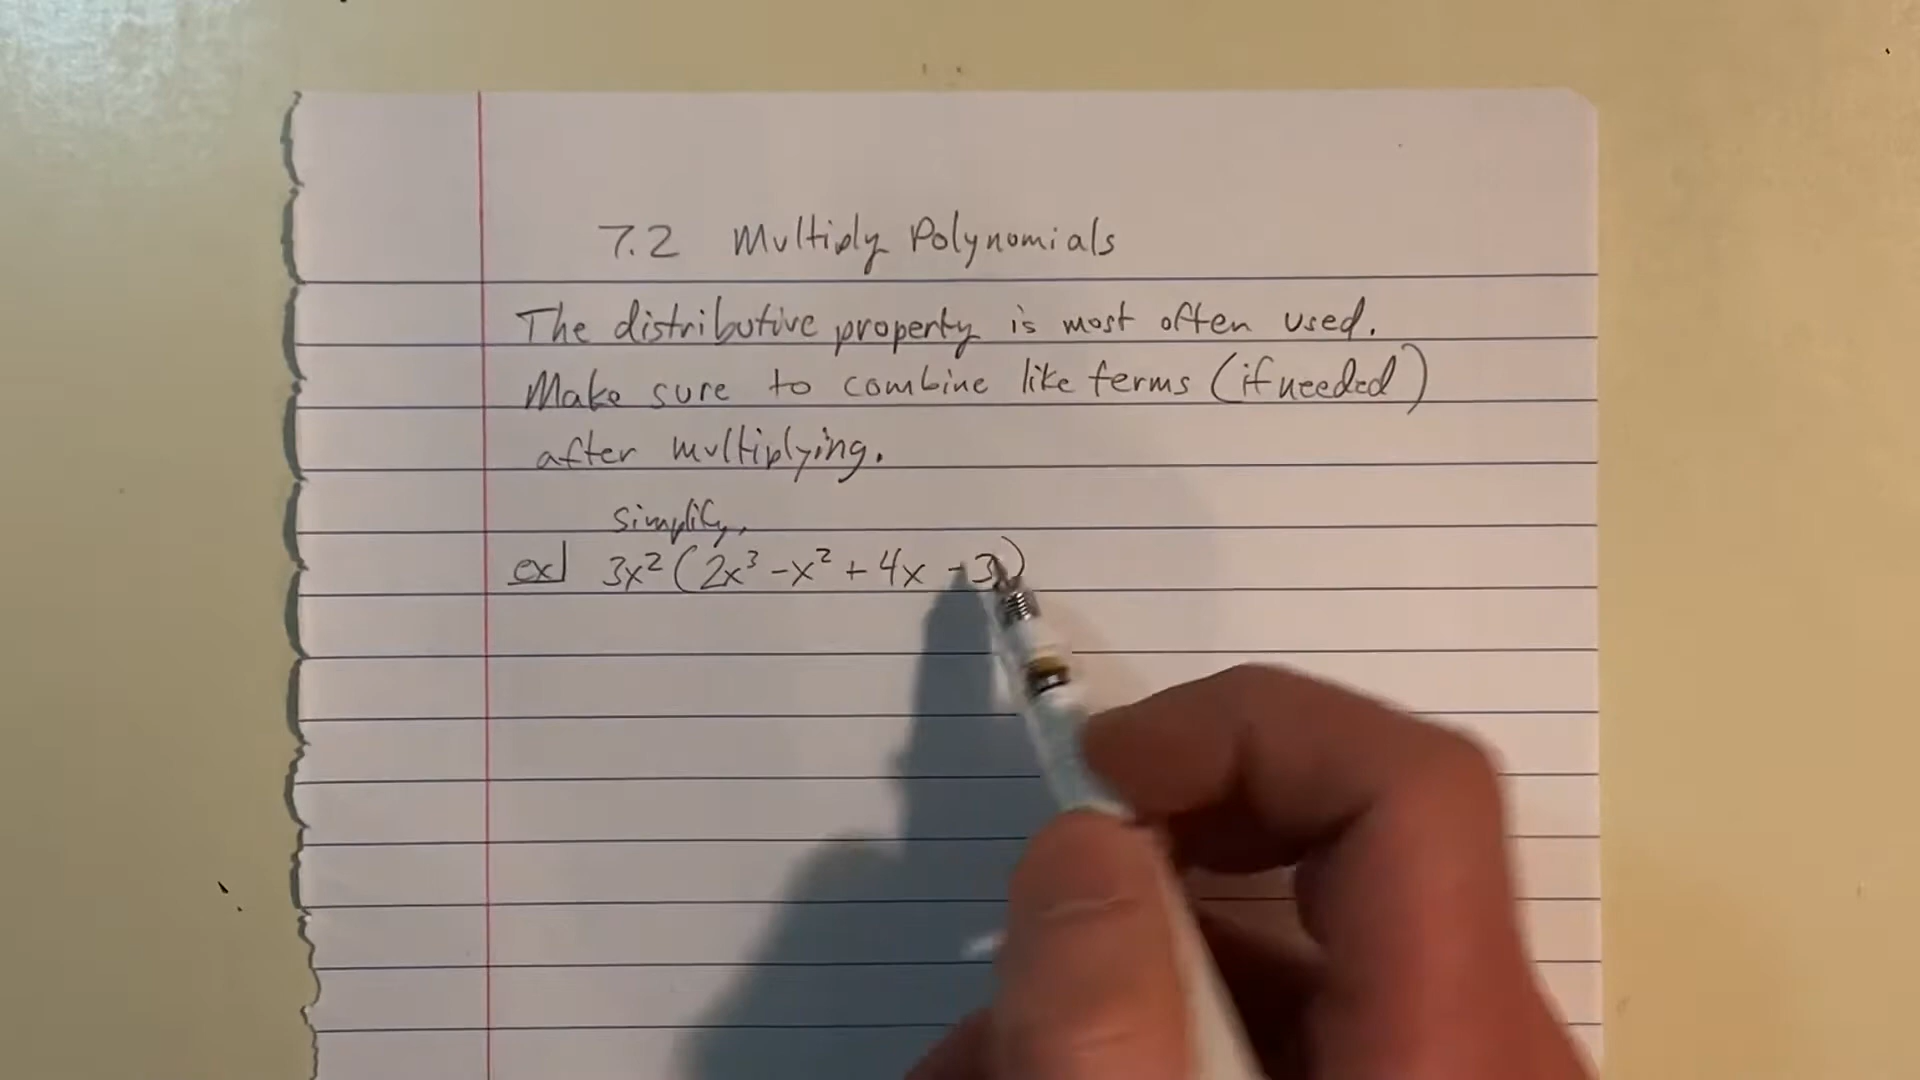 7.2 Multiply Polynomials
The distributive property is most often used.
Make sure to combine like terms (if needed)
after multiplying.
simplify.
ex] 3x² (2x³ - x² + 4x - 3)